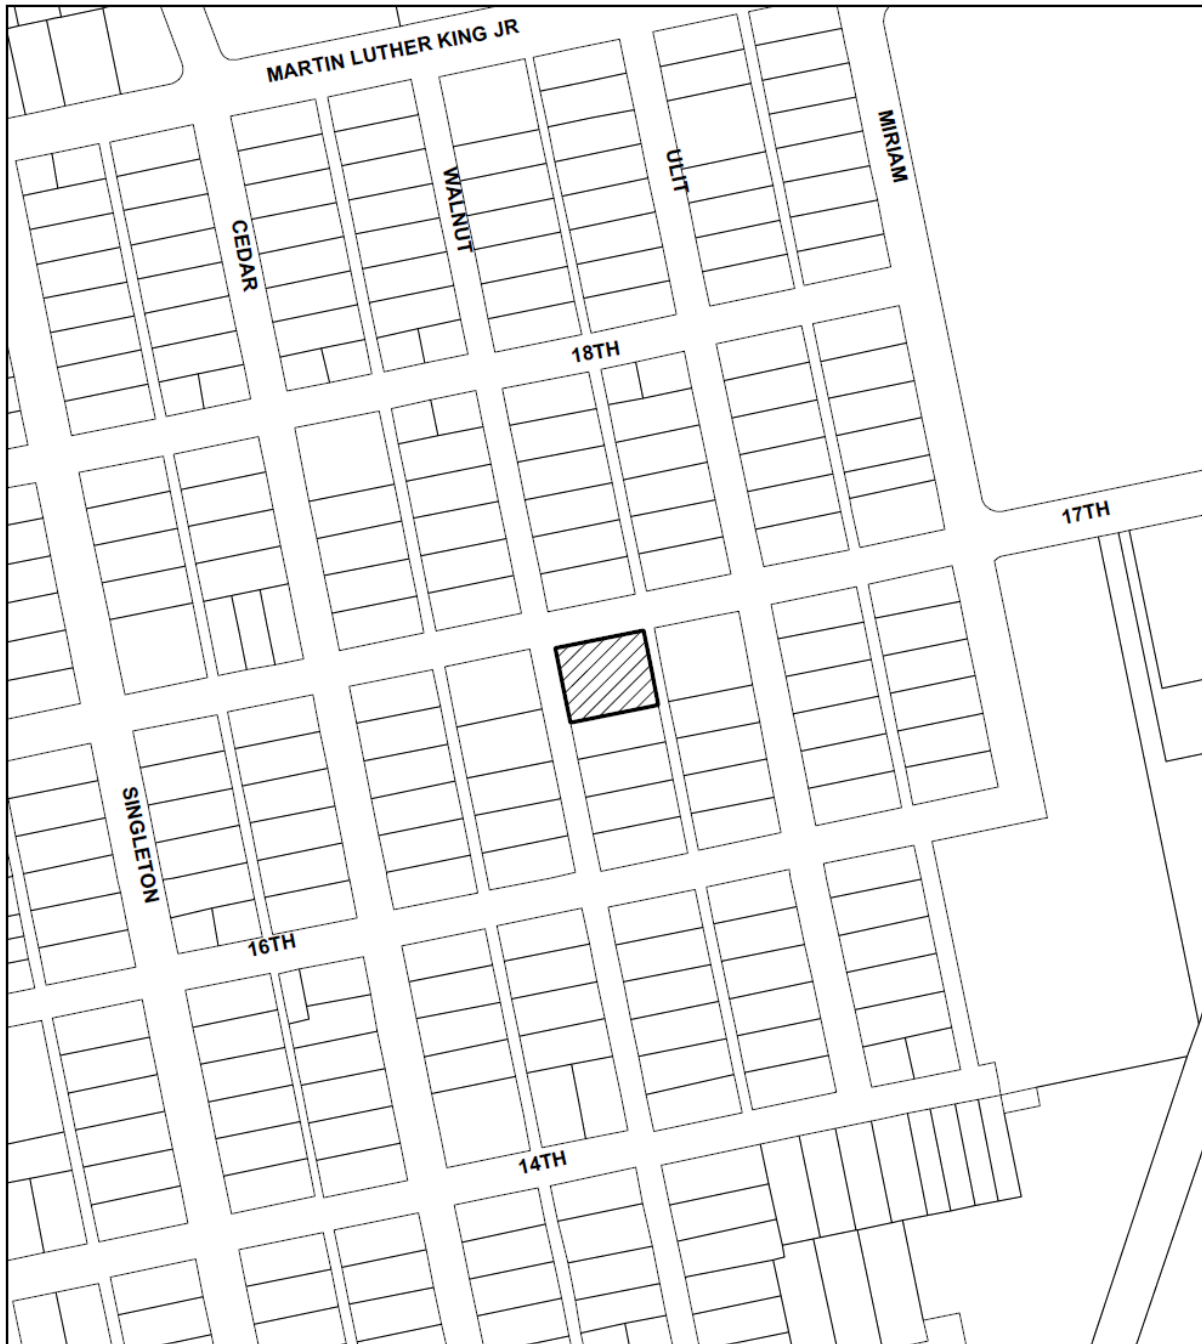 MARTIN LUTHER KING JR
MIRIAM
ULIT
WALNUT
CEDAR
18TH
17TH
SINGLETON
16TH
14TH